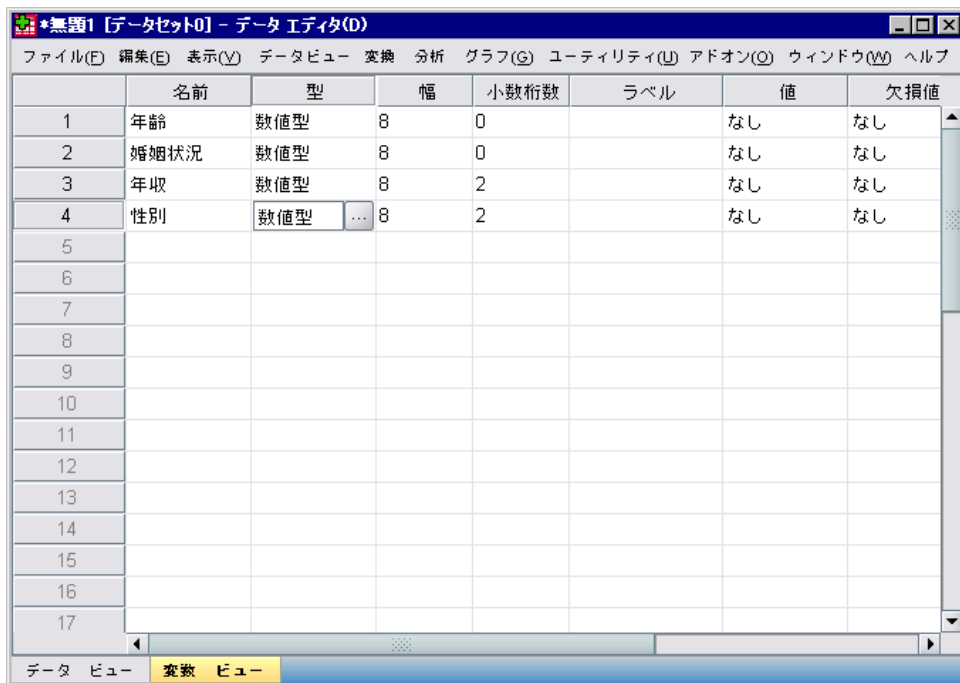 *無題1 [データセット0] - データ エディタ(D)
ファイル(F) 編集(E) 表示(V) データビュー 変換 分析 グラフ(G) ユーティリティ(U) アドオン(O) ウィンドウ(W) ヘルプ
名前 型 幅 小数桁数 ラベル 値 欠損値
1 年齢 数値型 8 0 なし なし
2 婚姻状況 数値型 8 0 なし なし
3 年収 数値型 8 2 なし なし
4 性別 数値型 ... 8 2 なし なし
5
6
7
8
9
10
11
12
13
14
15
16
17
データ ビュー 変数 ビュー